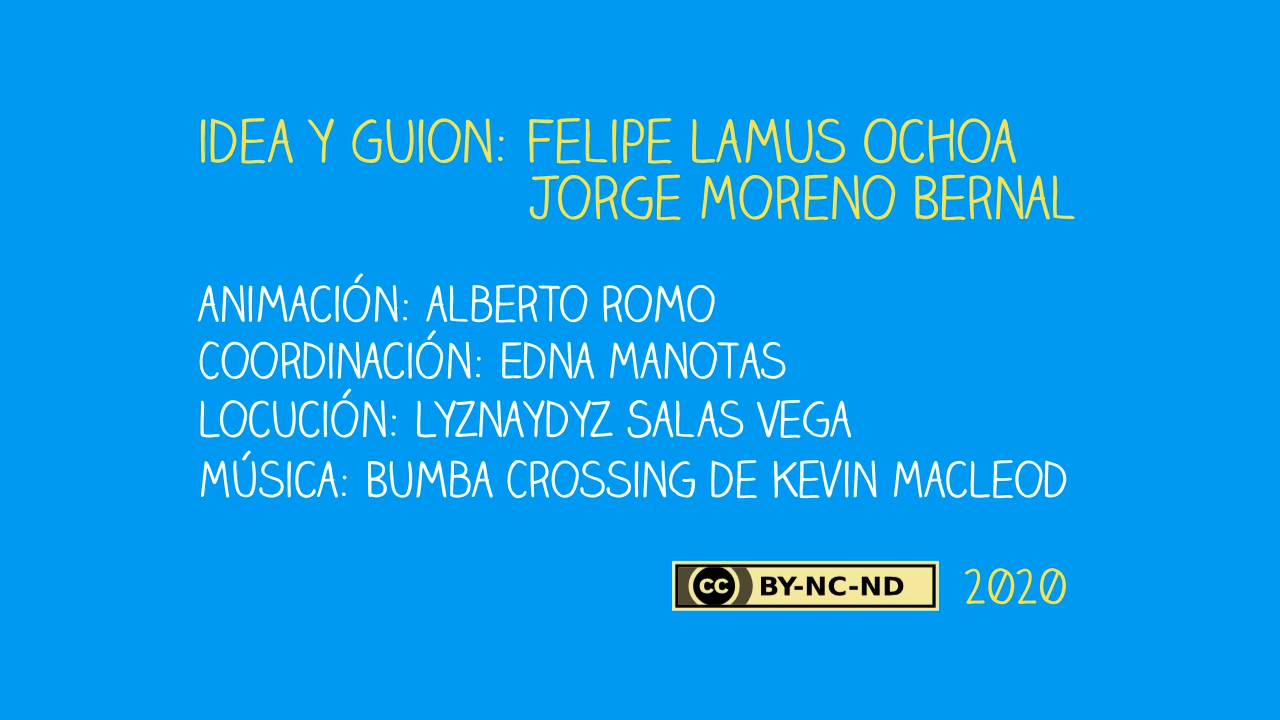 IDEA Y GUION: FELIPE LAMUS OCHOA
JORGE MORENO BERNAL
ANIMACIÓN: ALBERTO ROMO
COORDINACIÓN: EDNA MANOTAS
LOCUCIÓN: LYZNAYDYZ SALAS VEGA
MÚSICA: BUMBA CROSSING DE KEVIN MACLEOD
CC BY-NC-ND 2020